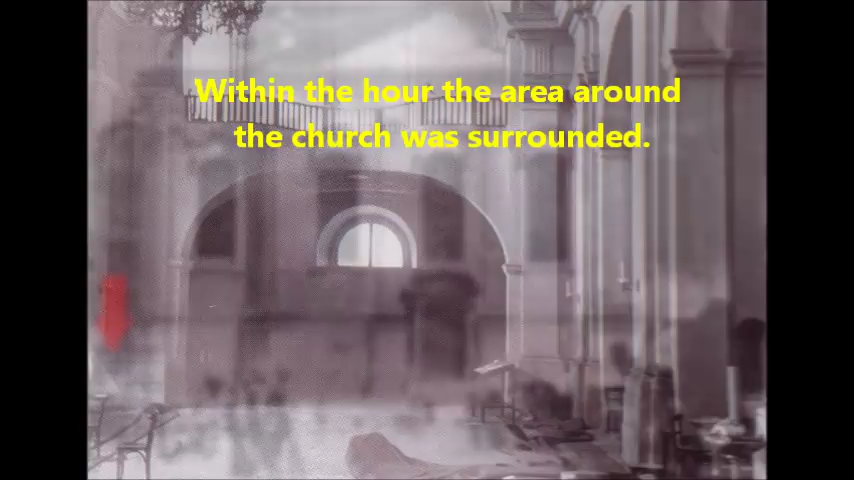 Within the hour the area around
the church was surrounded.